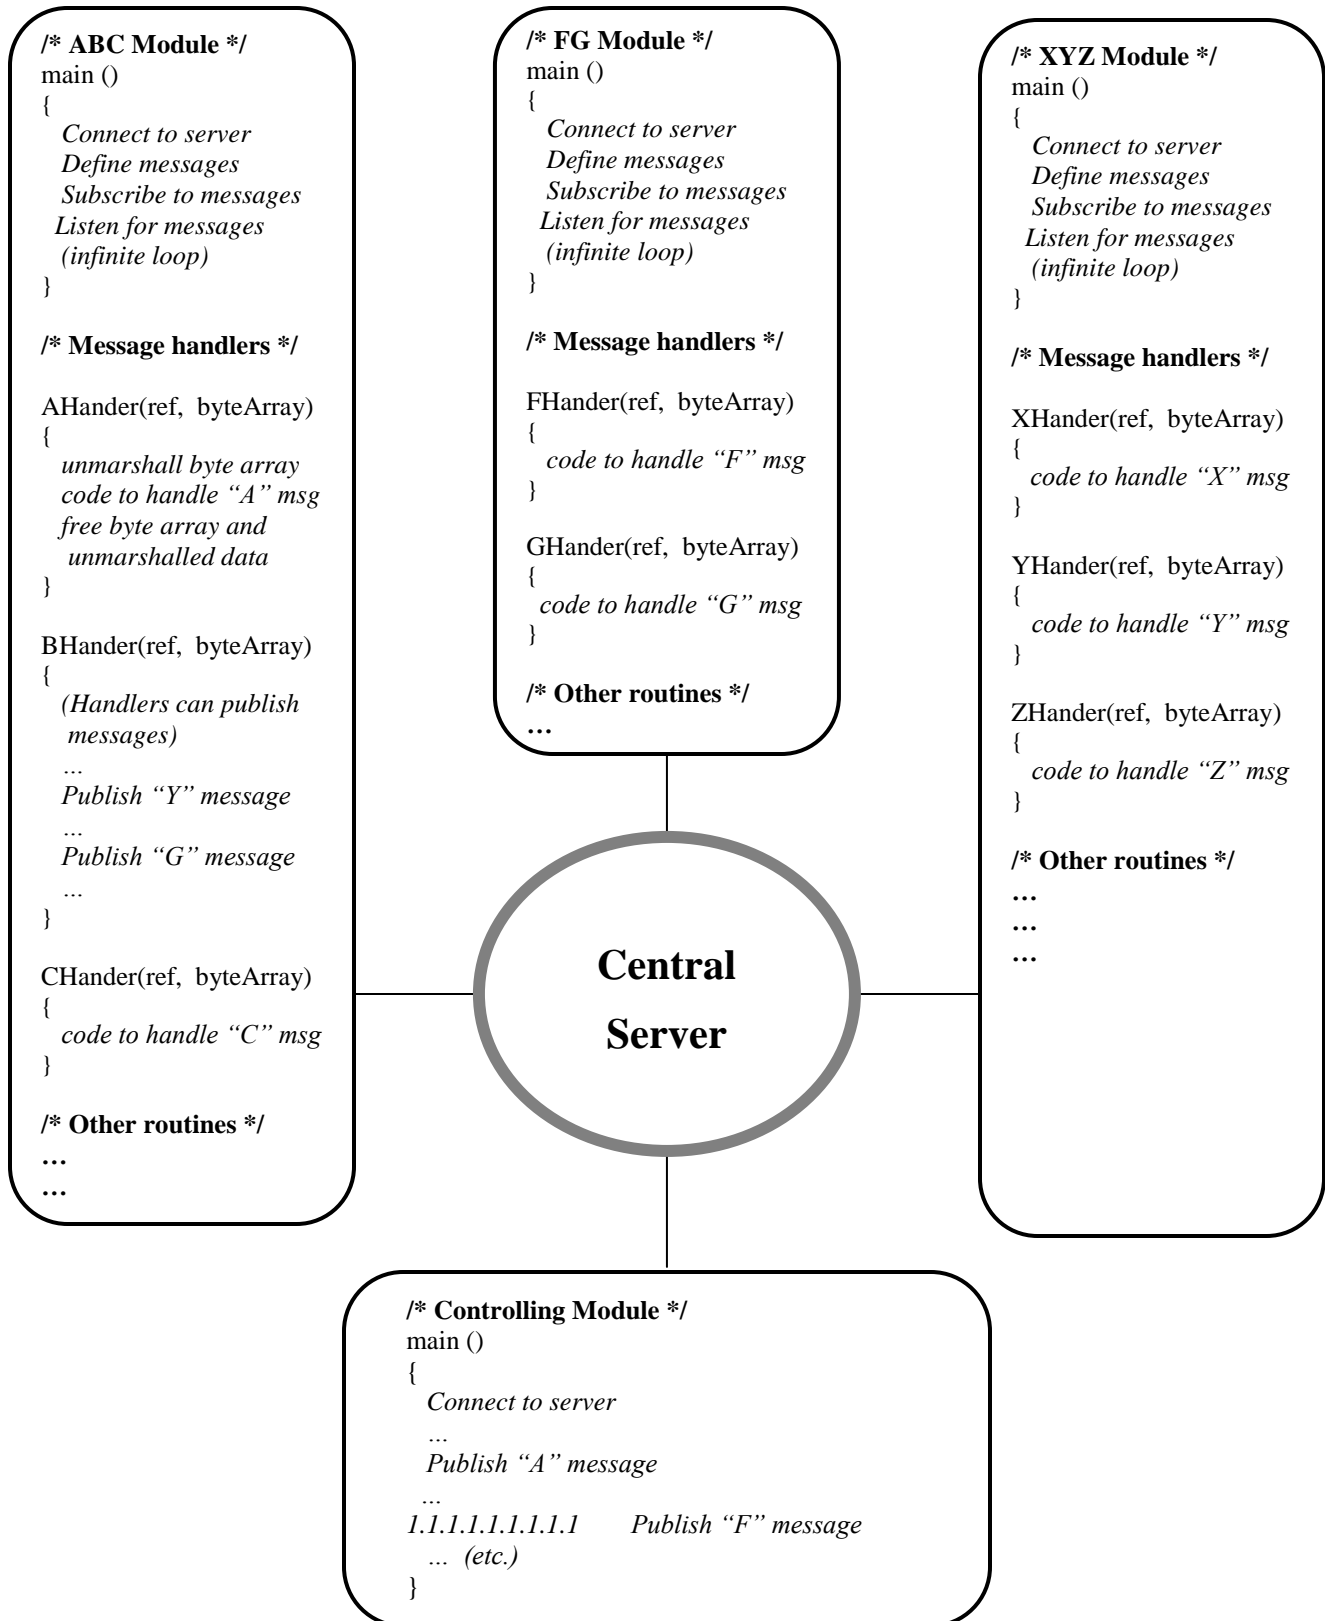 /* ABC Module */
main ()
{
Connect to server
Define messages
Subscribe to messages
Listen for messages
(infinite loop)
}
/* Message handlers */
AHander(ref, byteArray)
{
unmarshall byte array
code to handle “A” msg
free byte array and
unmarshalled data
}
BHander(ref, byteArray)
{
(Handlers can publish
messages)
…
Publish “Y” message
…
Publish “G” message
…
}
CHander(ref, byteArray)
{
code to handle “C” msg
}
/* Other routines */
…
…
/* FG Module */
main ()
{
Connect to server
Define messages
Subscribe to messages
Listen for messages
(infinite loop)
}
/* Message handlers */
FHander(ref, byteArray)
{
code to handle “F” msg
}
GHander(ref, byteArray)
{
code to handle “G” msg
}
/* Other routines */
…
/* XYZ Module */
main ()
{
Connect to server
Define messages
Subscribe to messages
Listen for messages
(infinite loop)
}
/* Message handlers */
XHander(ref, byteArray)
{
code to handle “X” msg
}
YHander(ref, byteArray)
{
code to handle “Y” msg
}
ZHander(ref, byteArray)
{
code to handle “Z” msg
}
/* Other routines */
…
…
…
Central
Server
/* Controlling Module */
main ()
{
Connect to server
…
Publish “A” message
…
1.1.1.1.1.1.1.1.1 Publish “F” message
… (etc.)
}